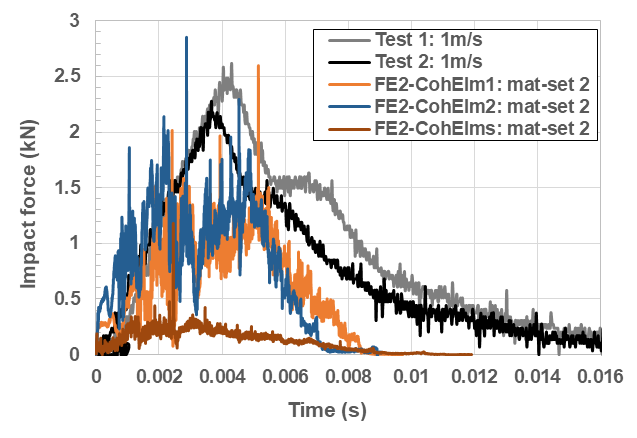 3
2.5
2
1.5
1
0.5
0
Impact force (kN)
Test 1: 1m/s
Test 2: 1m/s
FE2-CohElm1: mat-set 2
FE2-CohElm2: mat-set 2
FE2-CohElms: mat-set 2
0 0.002 0.004 0.006 0.008 0.01 0.012 0.014 0.016
Time (s)